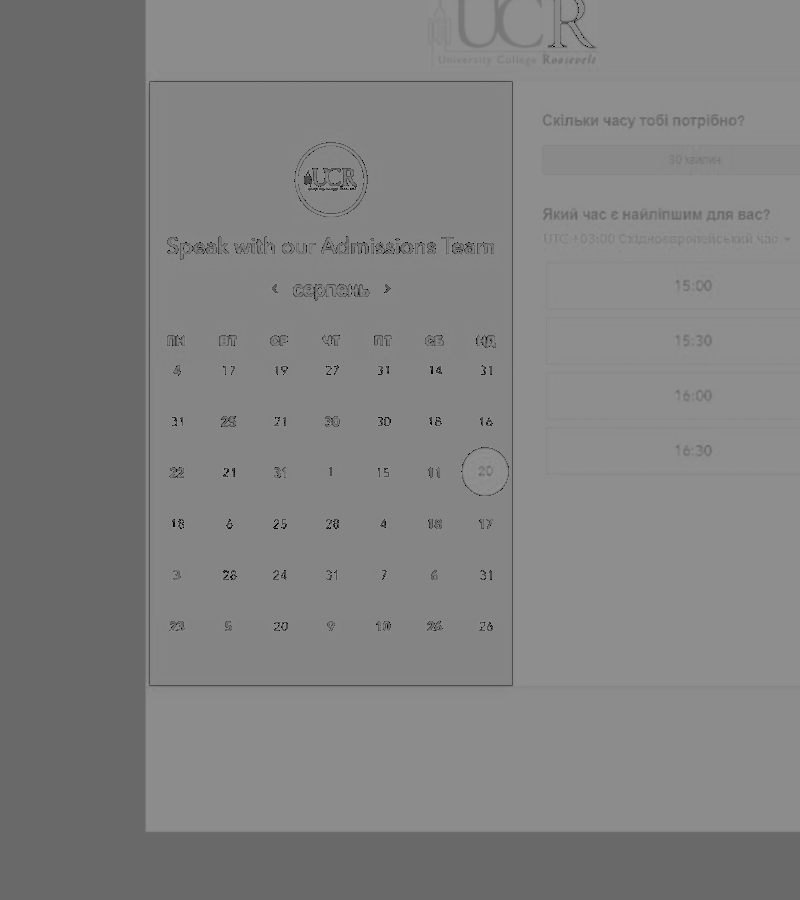 UCR
University College Roosevelt
UCR
Speak with our Admissions Team
‹ серпень ›
ПН ВТ СР ЧТ ПТ СБ НД
4 17 19 27 31 14 31
31 25 21 30 30 18 16
22 21 31 1 15 11 20
18 6 25 28 4 18 17
3 28 24 31 7 6 31
23 5 20 9 10 26 26
Скільки часу тобі потрібно?
30 хвилин
Який час є найліпшим для вас?
UTC +03:00 Східноєвропейський час
15:00
15:30
16:00
16:30